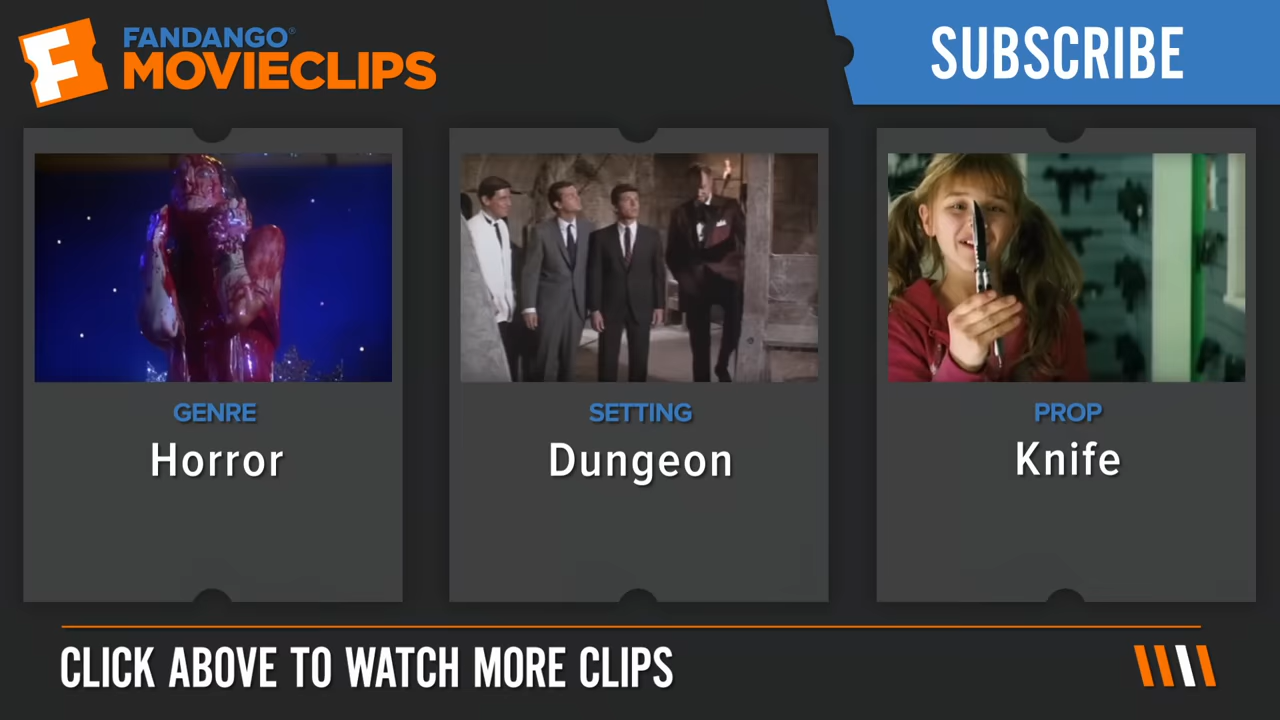 FANDANGO®
MOVIECLIPS
SUBSCRIBE
GENRE
Horror
SETTING
Dungeon
PROP
Knife
CLICK ABOVE TO WATCH MORE CLIPS